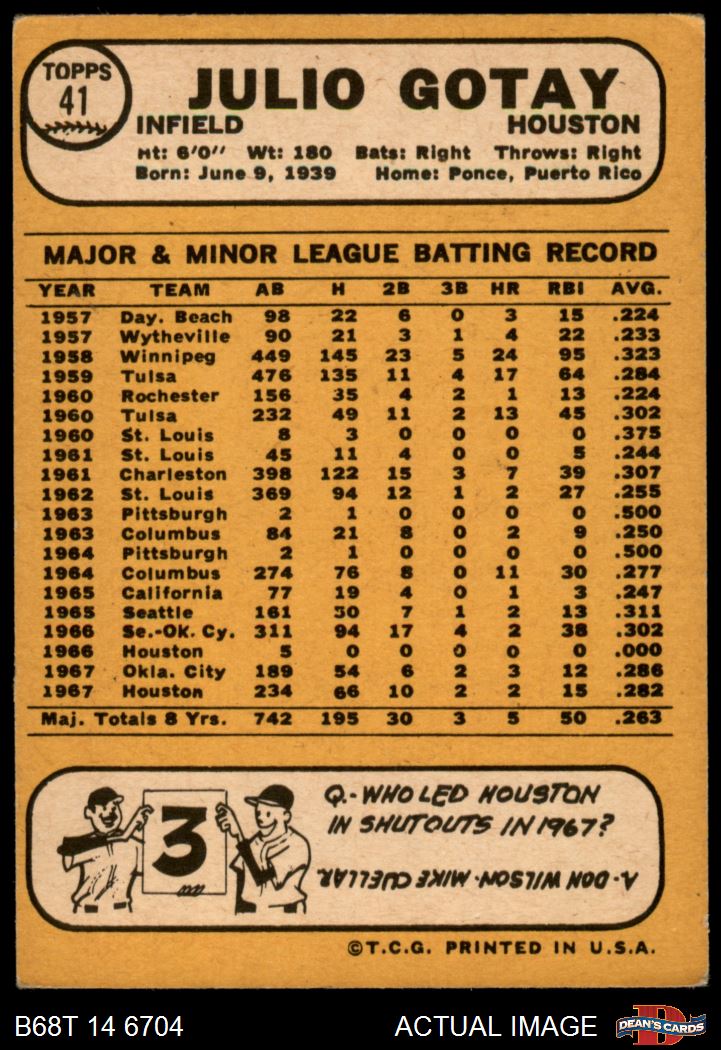 TOPPS
41
JULIO GOTAY
INFIELD HOUSTON
Ht: 6'0" Wt: 180 Bats: Right Throws: Right
Born: June 9, 1939 Home: Ponce, Puerto Rico
MAJOR & MINOR LEAGUE BATTING RECORD
YEAR TEAM AB H 2B 3B HR RBI AVG.
1957 Day. Beach 98 22 6 0 3 15 .224
1957 Wytheville 90 21 3 1 4 22 .233
1958 Winnipeg 449 145 23 5 24 95 .323
1959 Tulsa 476 135 11 4 17 64 .284
1960 Rochester 156 35 4 2 1 13 .224
1960 Tulsa 232 49 11 2 13 45 .302
1960 St. Louis 8 3 0 0 0 0 .375
1961 St. Louis 45 11 4 0 0 5 .244
1961 Charleston 398 122 15 3 7 39 .307
1962 St. Louis 369 94 12 1 2 27 .255
1963 Pittsburgh 2 1 0 0 0 0 .500
1963 Columbus 84 21 8 0 2 9 .250
1964 Pittsburgh 2 1 0 0 0 0 .500
1964 Columbus 274 76 8 0 11 30 .277
1965 California 77 19 4 0 1 3 .247
1965 Seattle 161 50 7 1 2 13 .311
1966 Se.-Ok. Cy. 311 94 17 4 2 38 .302
1966 Houston 5 0 0 0 0 0 .000
1967 Okla. City 189 54 6 2 3 12 .286
1967 Houston 234 66 10 2 2 15 .282
Maj. Totals 8 Yrs. 742 195 30 3 5 50 .263
3
Q.-WHO LED HOUSTON
IN SHUTOUTS IN 1967?
A- DON WILSON-MIKE CUELLAR
©T.C.G. PRINTED IN U.S.A.
B68T 14 6704 ACTUAL IMAGE
D
DEAN'S CARDS